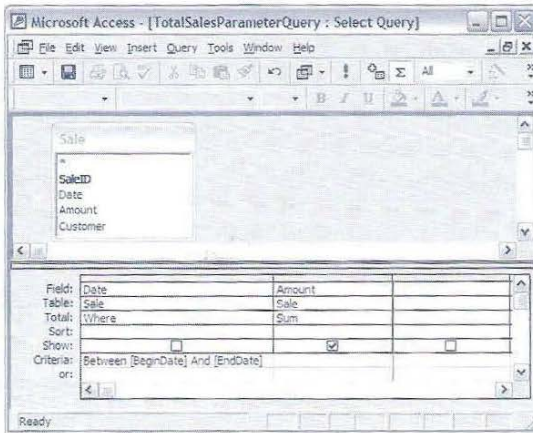 Microsoft Access - [TotalSalesParameterQuery : Select Query]
File Edit View Insert Query Tools Window Help
Σ All
B I U A
Sale
*
SaleID
Date
Amount
Customer
Field: Date Amount
Table: Sale Sale
Total: Where Sum
Sort:
Show:
Criteria: Between [BeginDate] And [EndDate]
or:
Ready